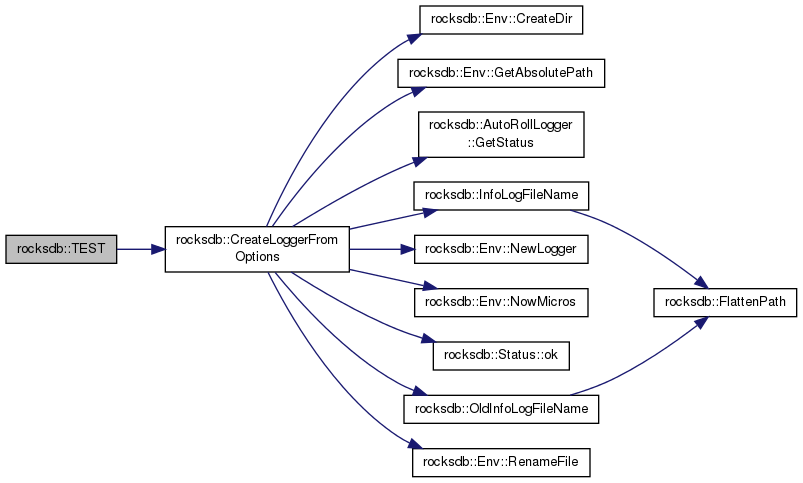 rocksdb::TEST
rocksdb::CreateLoggerFrom
Options
rocksdb::Env::CreateDir
rocksdb::Env::GetAbsolutePath
rocksdb::AutoRollLogger
::GetStatus
rocksdb::InfoLogFileName
rocksdb::Env::NewLogger
rocksdb::Env::NowMicros
rocksdb::Status::ok
rocksdb::OldInfoLogFileName
rocksdb::Env::RenameFile
rocksdb::FlattenPath